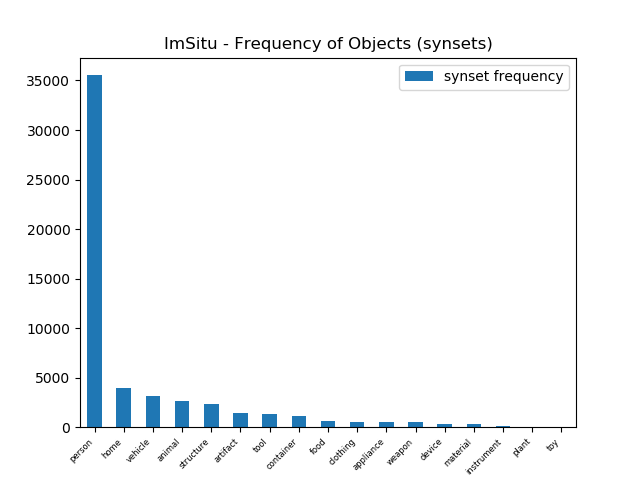 ImSitu - Frequency of Objects (synsets)
synset frequency
35000
30000
25000
20000
15000
10000
5000
0
person home vehicle animal structure artifact tool container food clothing appliance weapon device material instrument plant toy